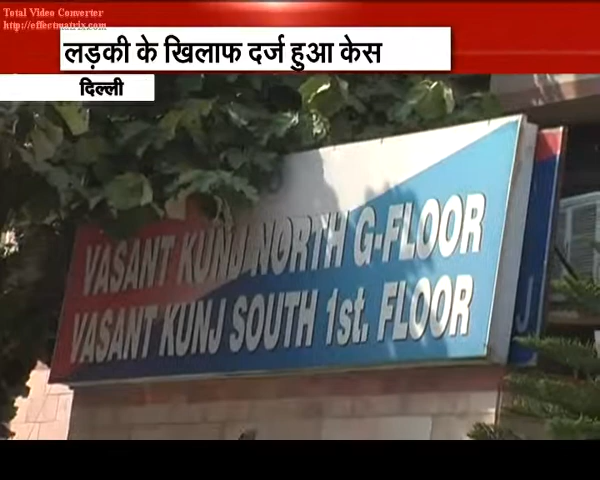 Total Video Converter
http://effectmatrix.com
लड़की के खिलाफ दर्ज हुआ केस
दिल्ली
VASANT KUNJ NORTH G-FLOOR
VASANT KUNJ SOUTH 1st. FLOOR
J